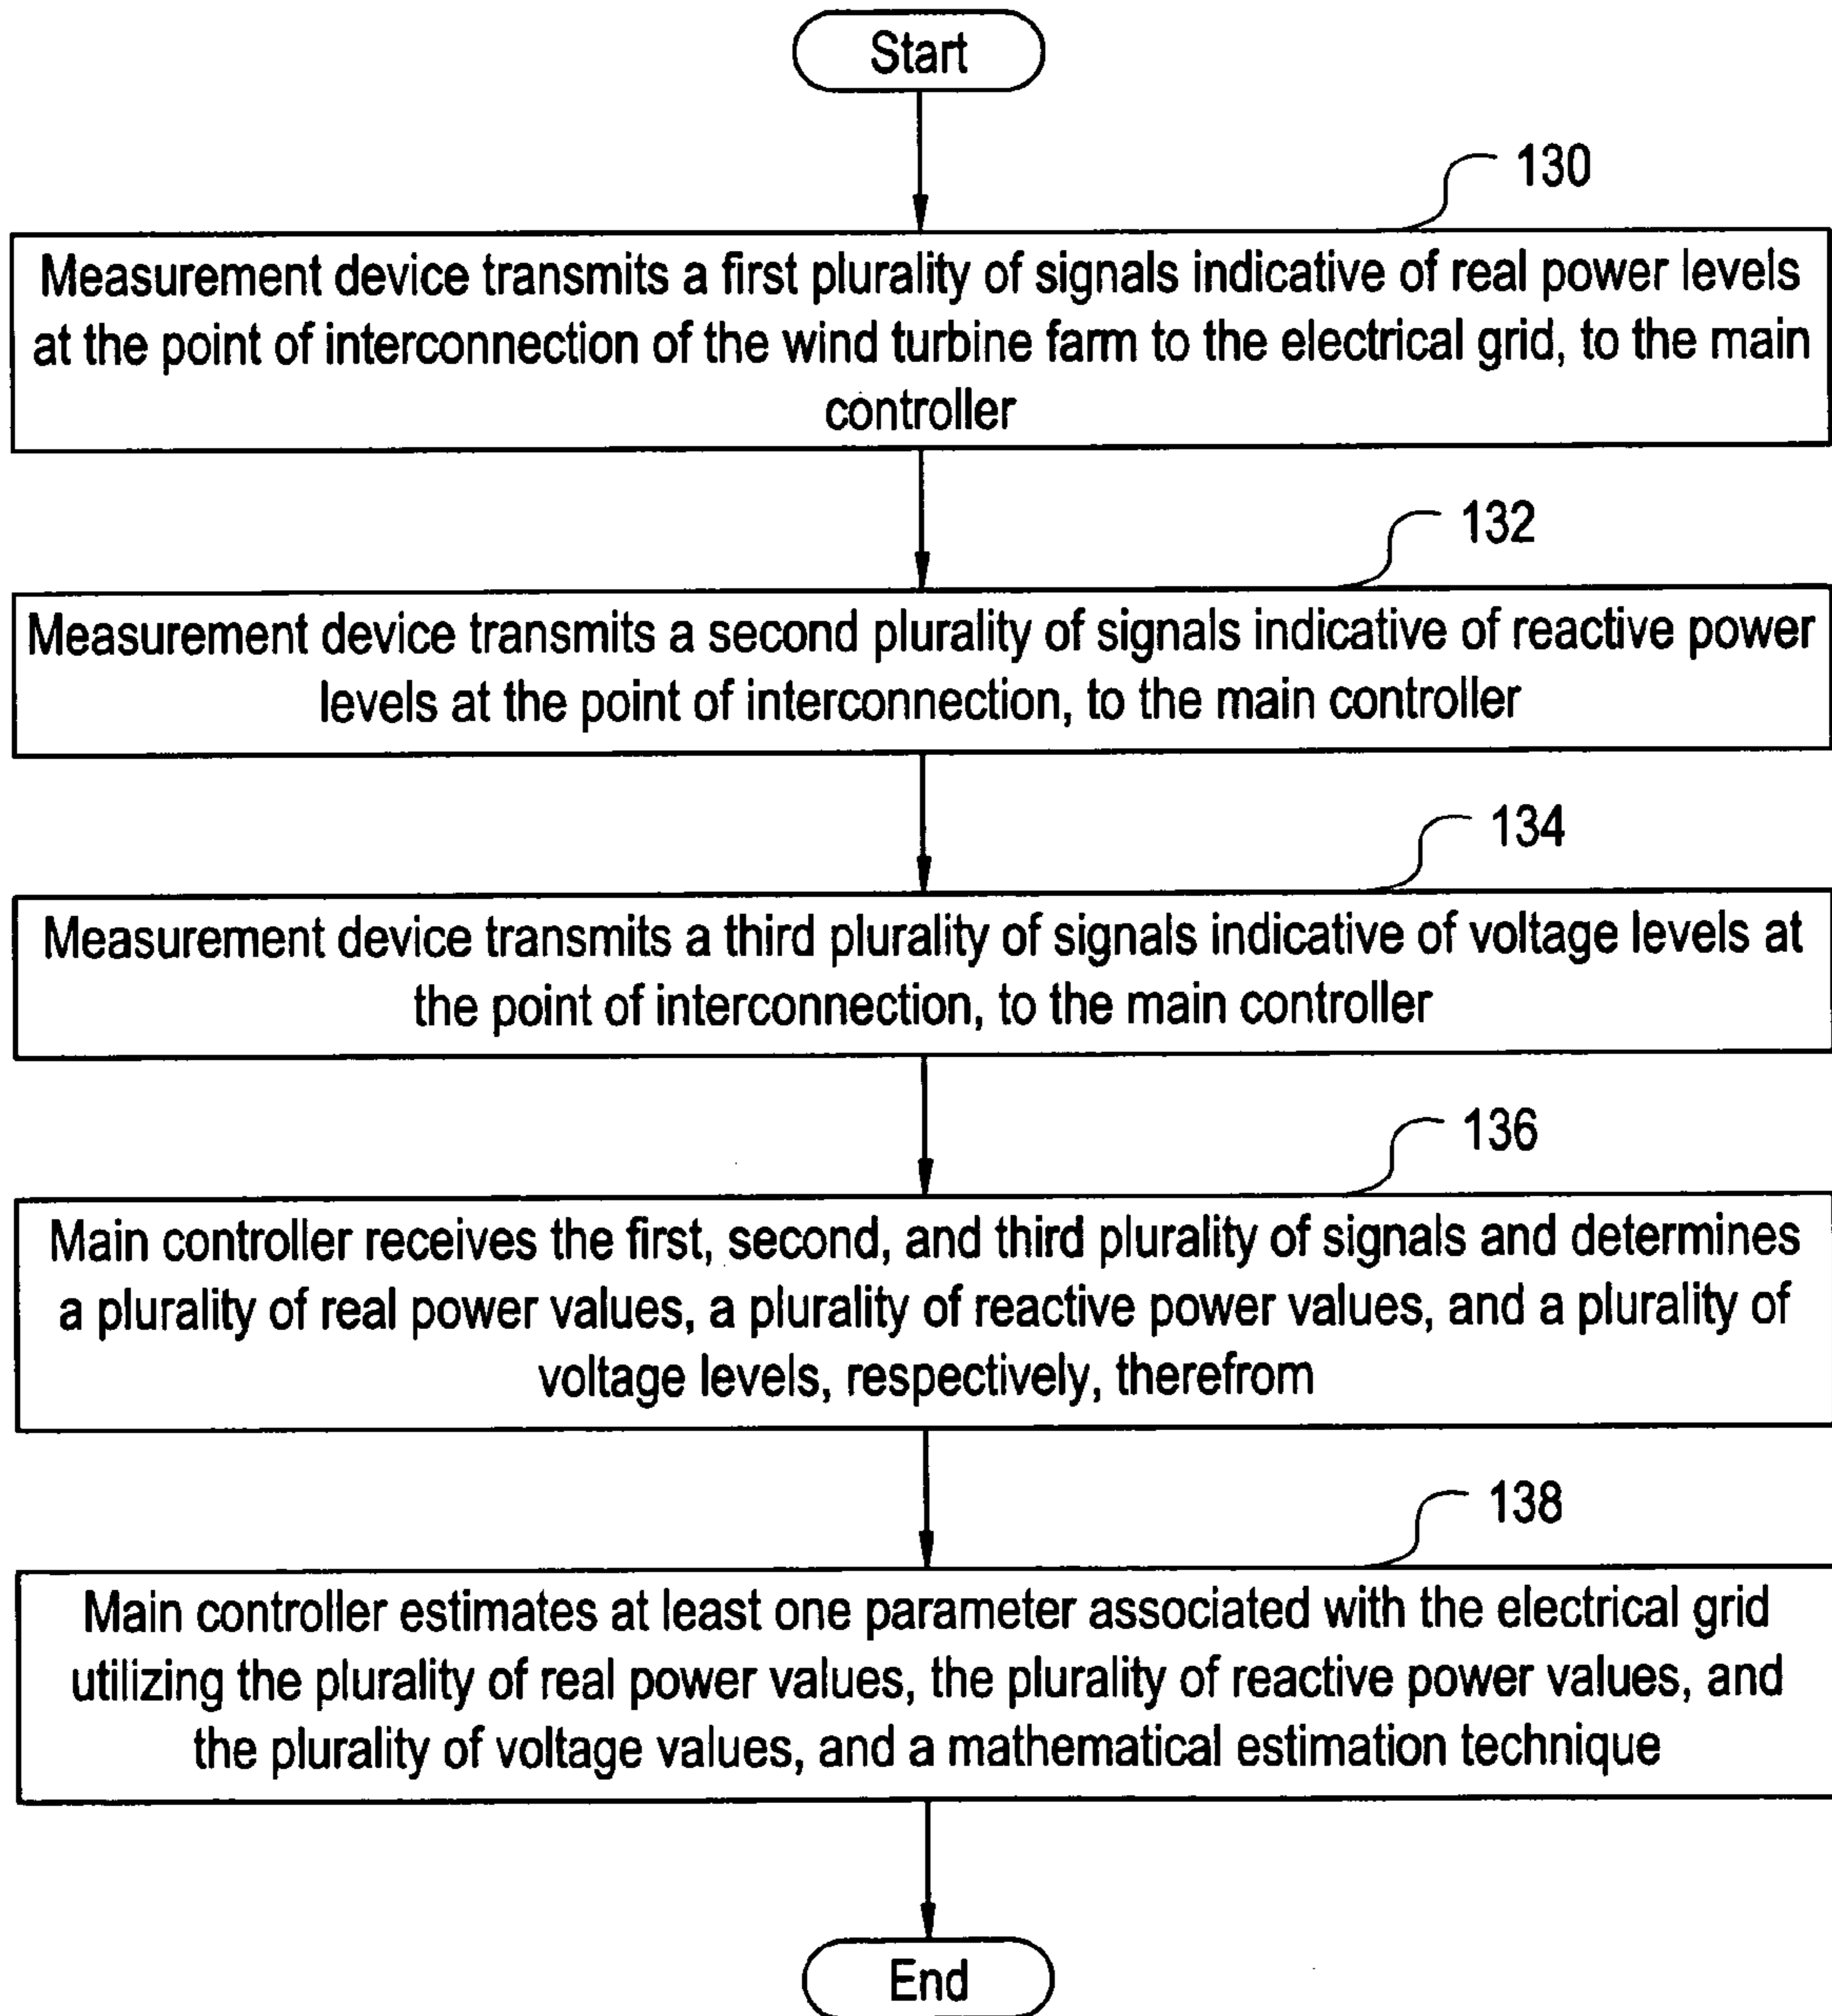 Start
130
Measurement device transmits a first plurality of signals indicative of real power levels
at the point of interconnection of the wind turbine farm to the electrical grid, to the main
controller
132
Measurement device transmits a second plurality of signals indicative of reactive power
levels at the point of interconnection, to the main controller
134
Measurement device transmits a third plurality of signals indicative of voltage levels at
the point of interconnection, to the main controller
136
Main controller receives the first, second, and third plurality of signals and determines
a plurality of real power values, a plurality of reactive power values, and a plurality of
voltage levels, respectively, therefrom
138
Main controller estimates at least one parameter associated with the electrical grid
utilizing the plurality of real power values, the plurality of reactive power values, and
the plurality of voltage values, and a mathematical estimation technique
End